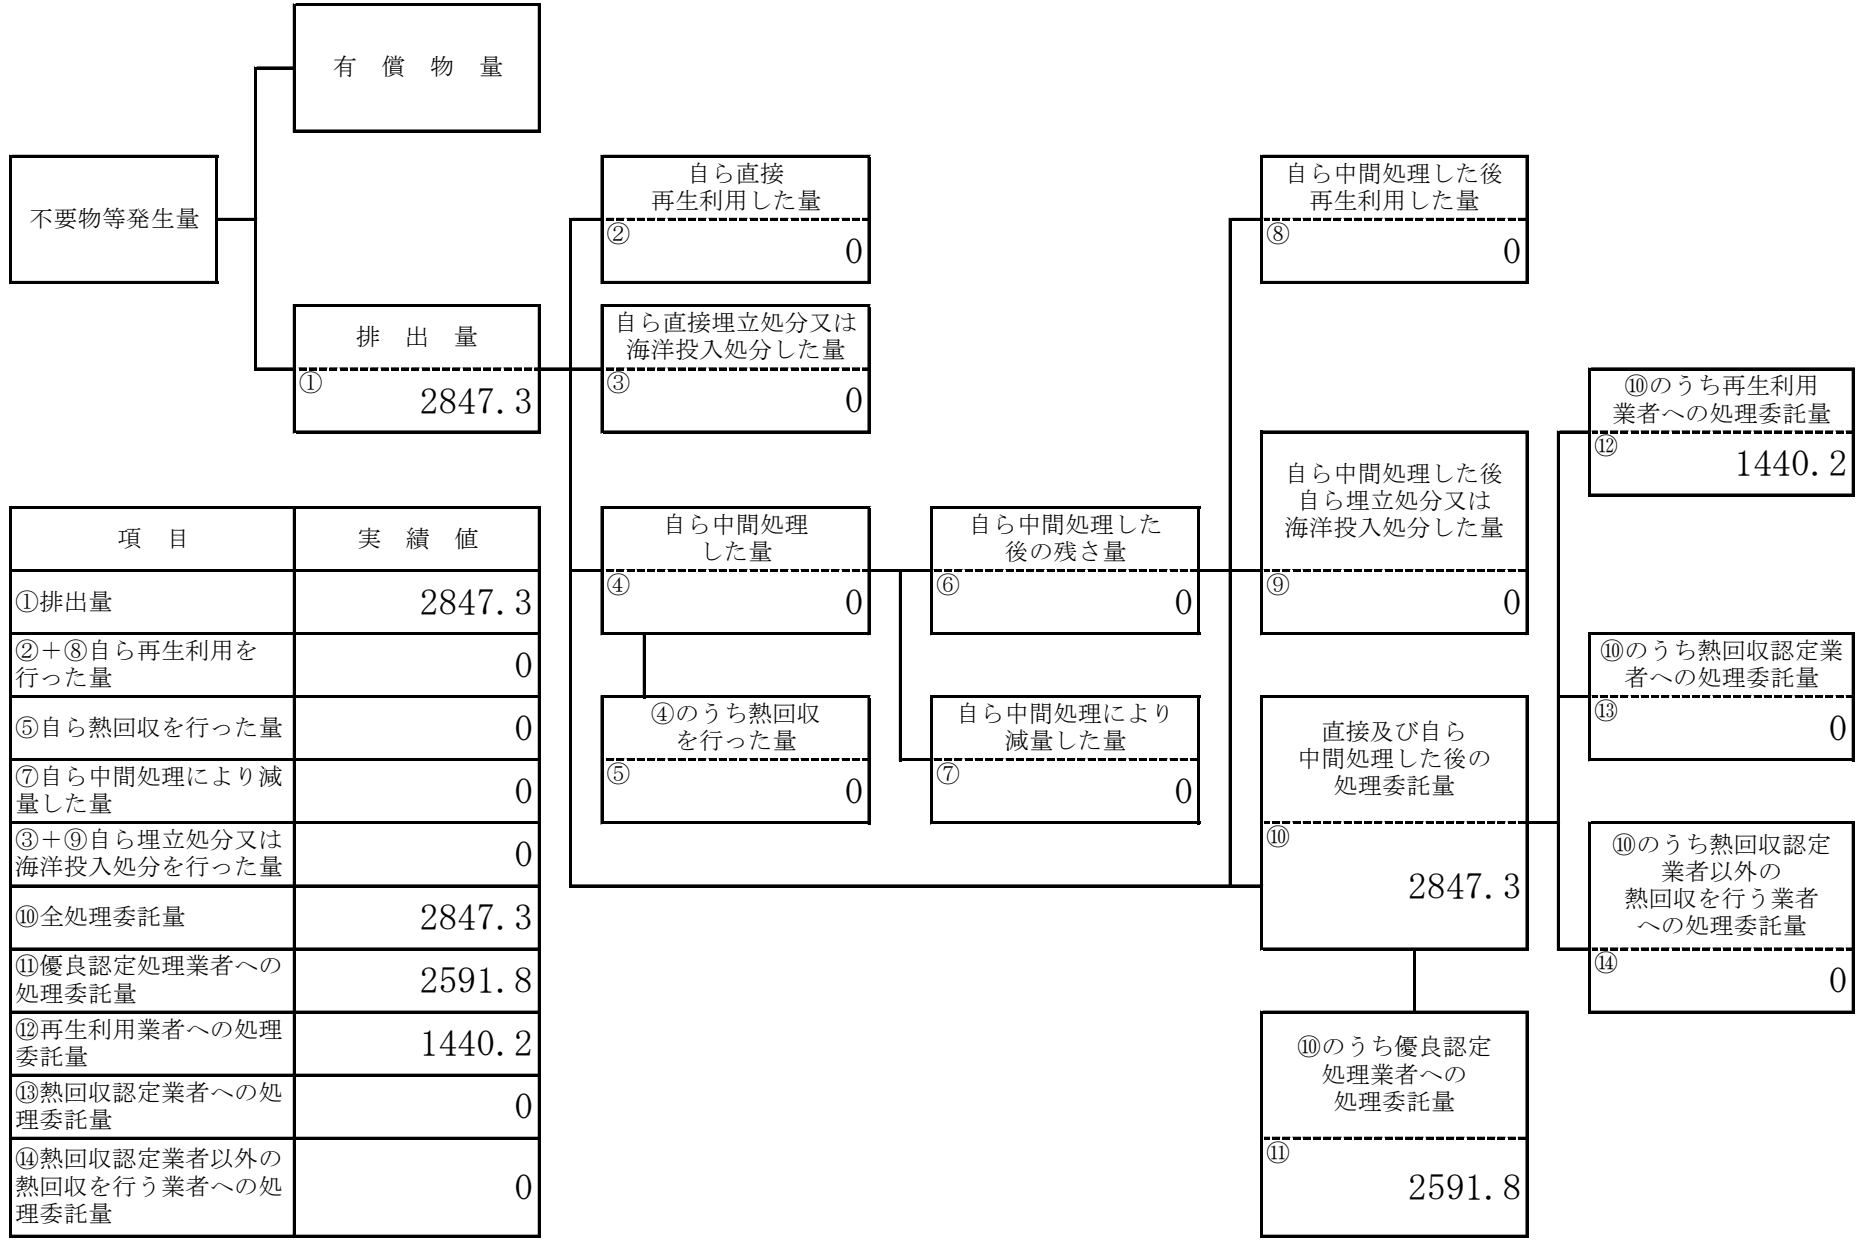 有　償　物　量
不要物等発生量
排　出　量
①
2847.3
自ら直接
再生利用した量
②
0
自ら直接埋立処分又は
海洋投入処分した量
③
0
自ら中間処理
した量
④
0
④のうち熱回収
を行った量
⑤
0
自ら中間処理した
後の残さ量
⑥
0
自ら中間処理により
減量した量
⑦
0
自ら中間処理した後
再生利用した量
⑧
0
自ら中間処理した後
自ら埋立処分又は
海洋投入処分した量
⑨
0
直接及び自ら
中間処理した後の
処理委託量
⑩
2847.3
⑩のうち優良認定
処理業者への
処理委託量
⑪
2591.8
⑩のうち再生利用
業者への処理委託量
⑫
1440.2
⑩のうち熱回収認定業
者への処理委託量
⑬
0
⑩のうち熱回収認定
業者以外の
熱回収を行う業者
への処理委託量
⑭
0
項　目
実　績　値
①排出量
2847.3
②＋⑧自ら再生利用を
行った量
0
⑤自ら熱回収を行った量
0
⑦自ら中間処理により減
量した量
0
③＋⑨自ら埋立処分又は
海洋投入処分を行った量
0
⑩全処理委託量
2847.3
⑪優良認定処理業者への
処理委託量
2591.8
⑫再生利用業者への処理
委託量
1440.2
⑬熱回収認定業者への処
理委託量
0
⑭熱回収認定業者以外の
熱回収を行う業者への処
理委託量
0